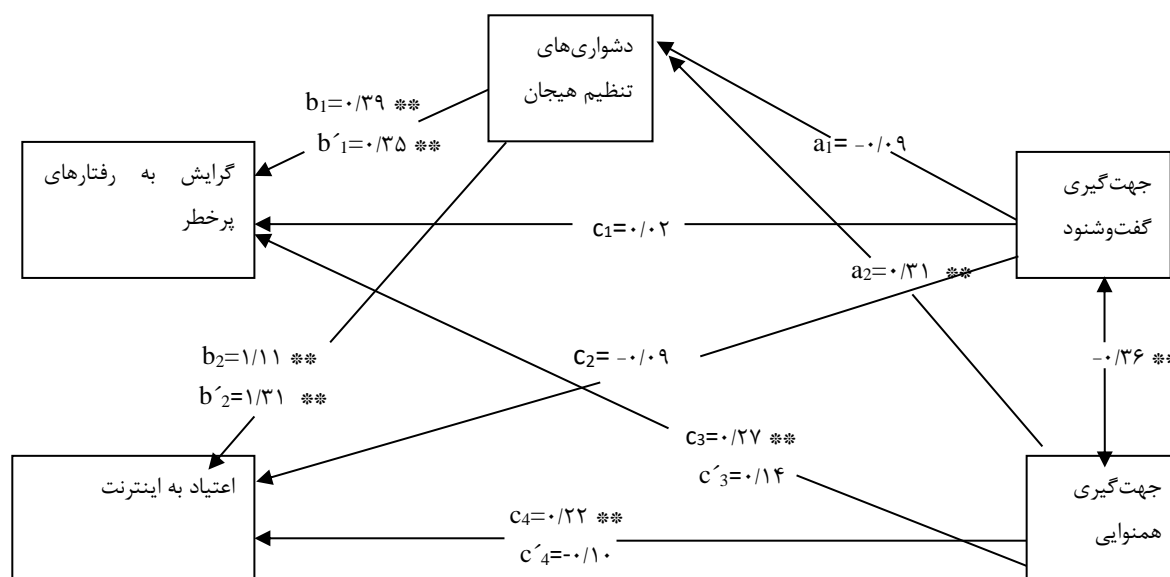 دشواری‌های
تنظیم هیجان
b₁=۰/۳۹ **
b´₁=۰/۳۵ **
a₁= -۰/۰۹
گرایش به رفتارهای
پرخطر
جهت‌گیری
گفت‌وشنود
c₁=۰/۰۲
a₂=۰/۳۱ **
b₂=۱/۱۱ **
b´₂=۱/۳۱ **
c₂= -۰/۰۹
-۰/۳۶ **
c₃=۰/۲۷ **
c´₃=۰/۱۴
اعتیاد به اینترنت
جهت‌گیری
همنوایی
c₄=۰/۲۲ **
c´₄=-۰/۱۰